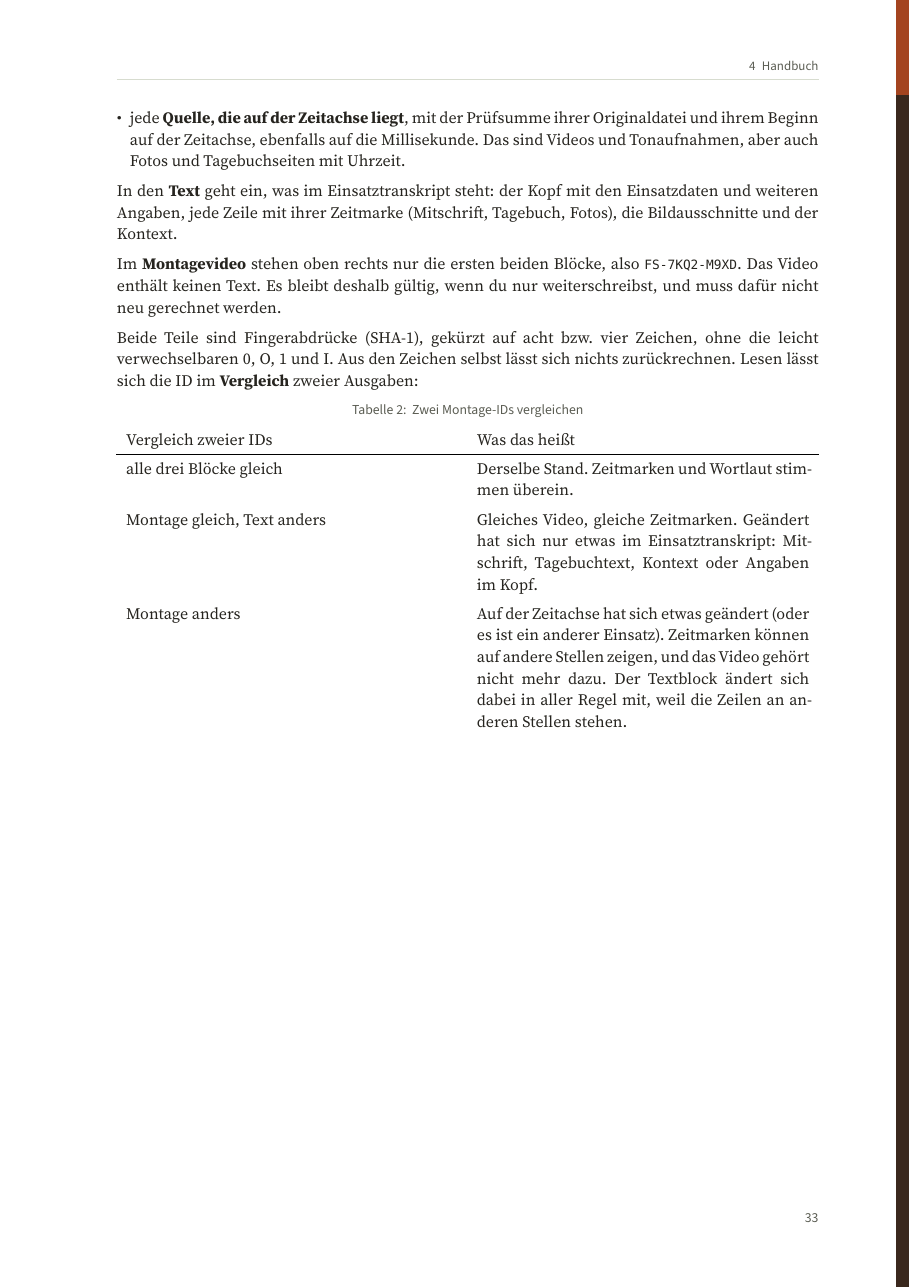 4 Handbuch
• jede Quelle, die auf der Zeitachse liegt, mit der Prüfsumme ihrer Originaldatei und ihrem Beginn
auf der Zeitachse, ebenfalls auf die Millisekunde. Das sind Videos und Tonaufnahmen, aber auch
Fotos und Tagebuchseiten mit Uhrzeit.
In den Text geht ein, was im Einsatztranskript steht: der Kopf mit den Einsatzdaten und weiteren
Angaben, jede Zeile mit ihrer Zeitmarke (Mitschrift, Tagebuch, Fotos), die Bildausschnitte und der
Kontext.
Im Montagevideo stehen oben rechts nur die ersten beiden Blöcke, also FS-7KQ2-M9XD. Das Video
enthält keinen Text. Es bleibt deshalb gültig, wenn du nur weiterschreibst, und muss dafür nicht
neu gerechnet werden.
Beide Teile sind Fingerabdrücke (SHA-1), gekürzt auf acht bzw. vier Zeichen, ohne die leicht
verwechselbaren 0, O, 1 und I. Aus den Zeichen selbst lässt sich nichts zurückrechnen. Lesen lässt
sich die ID im Vergleich zweier Ausgaben:
Tabelle 2: Zwei Montage-IDs vergleichen
Vergleich zweier IDs
Was das heißt
alle drei Blöcke gleich
Derselbe Stand. Zeitmarken und Wortlaut stim-
men überein.
Montage gleich, Text anders
Gleiches Video, gleiche Zeitmarken. Geändert
hat sich nur etwas im Einsatztranskript: Mit-
schrift, Tagebuchtext, Kontext oder Angaben
im Kopf.
Montage anders
Auf der Zeitachse hat sich etwas geändert (oder
es ist ein anderer Einsatz). Zeitmarken können
auf andere Stellen zeigen, und das Video gehört
nicht mehr dazu. Der Textblock ändert sich
dabei in aller Regel mit, weil die Zeilen an an-
deren Stellen stehen.
33